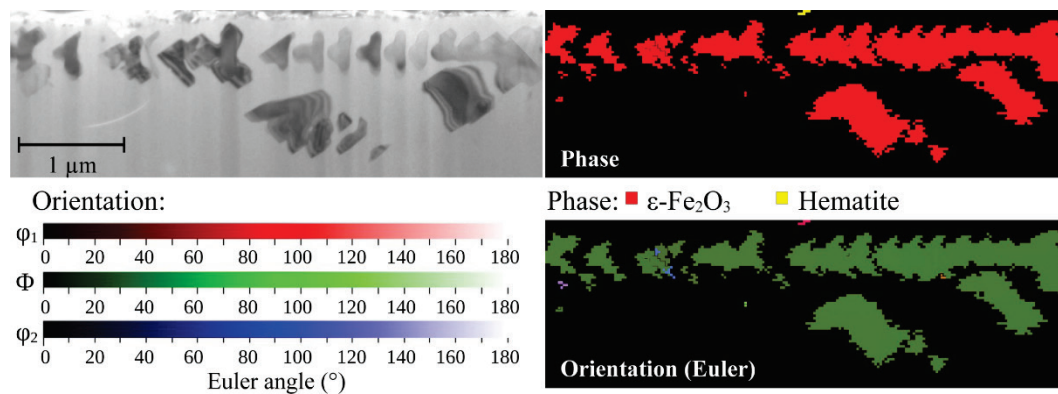 1 µm
Phase
Orientation:
Phase: ε-Fe₂O₃ Hematite
φ₁
0 20 40 60 80 100 120 140 160 180
Φ
0 20 40 60 80 100 120 140 160 180
φ₂
0 20 40 60 80 100 120 140 160 180
Euler angle (°)
Orientation (Euler)